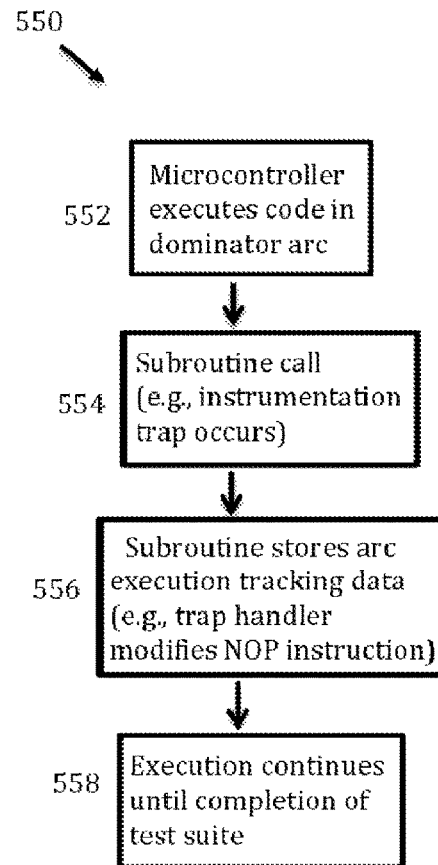 550
Microcontroller
executes code in
dominator arc
552
Subroutine call
(e.g., instrumentation
trap occurs)
554
Subroutine stores arc
execution tracking data
(e.g., trap handler
modifies NOP instruction)
556
Execution continues
until completion of
test suite
558